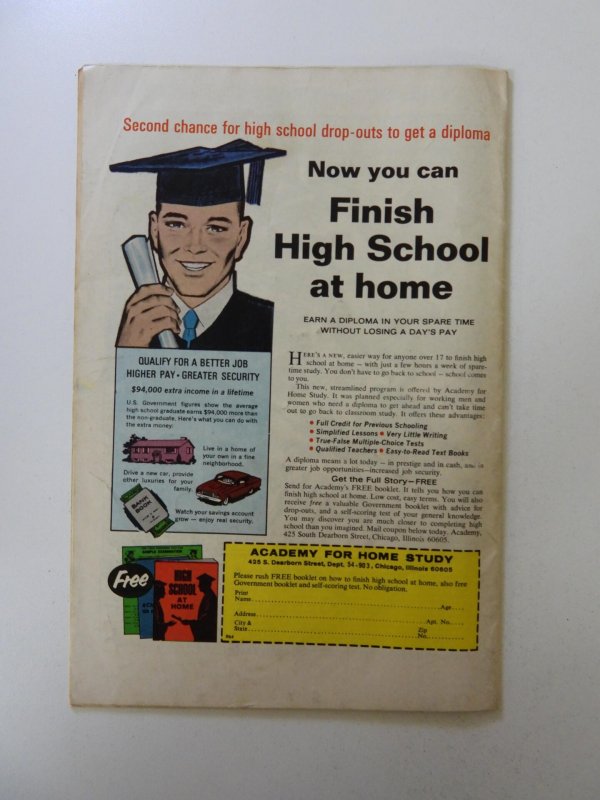 Second chance for high school drop-outs to get a diploma
Now you can
Finish
High School
at home
EARN A DIPLOMA IN YOUR SPARE TIME
WITHOUT LOSING A DAY'S PAY
QUALIFY FOR A BETTER JOB
HIGHER PAY • GREATER SECURITY
$94,000 extra income in a lifetime
U.S. Government figures show the average
high school graduate earns $94,000 more than
the non-graduate. Here's what you can do with
the extra money.
Live in a home of
your own in a fine
neighborhood.
Drive a new car, provide
other luxuries for your
family.
BANK
BOOK
Watch your savings account
grow — enjoy real security.
HERE'S A NEW, easier way for anyone over 17 to finish high
school at home — with just a few hours a week of spare-
time study. You don't have to go back to school — school comes
to you.
This new, streamlined program is offered by Academy for
Home Study. It was planned especially for working men and
women who need a diploma to get ahead and can't take time
out to go back to classroom study. It offers these advantages:
• Full Credit for Previous Schooling
• Simplified Lessons • Very Little Writing
• True-False Multiple-Choice Tests
• Qualified Teachers • Easy-to-Read Text Books
A diploma means a lot today — in prestige and in cash, and in
greater job opportunities—increased job security.
Get the Full Story—FREE
Send for Academy's FREE booklet. It tells you how you can
finish high school at home. Low cost, easy terms. You will also
receive free a valuable Government booklet with advice for
drop-outs, and a self-scoring test of your general knowledge.
You may discover you are much closer to completing high
school than you imagined. Mail coupon below today. Academy,
425 South Dearborn Street, Chicago, Illinois 60605.
Free
SAMPLE EXAMINATION
HIGH
SCHOOL
AT
HOME
ACADEMY FOR HOME STUDY
425 S. Dearborn Street, Dept. 54-903, Chicago, Illinois 60605
Please rush FREE booklet on how to finish high school at home, also free
Government booklet and self-scoring test. No obligation.
Print
Name Age
Address Apt. No.
City & Zip
State No.